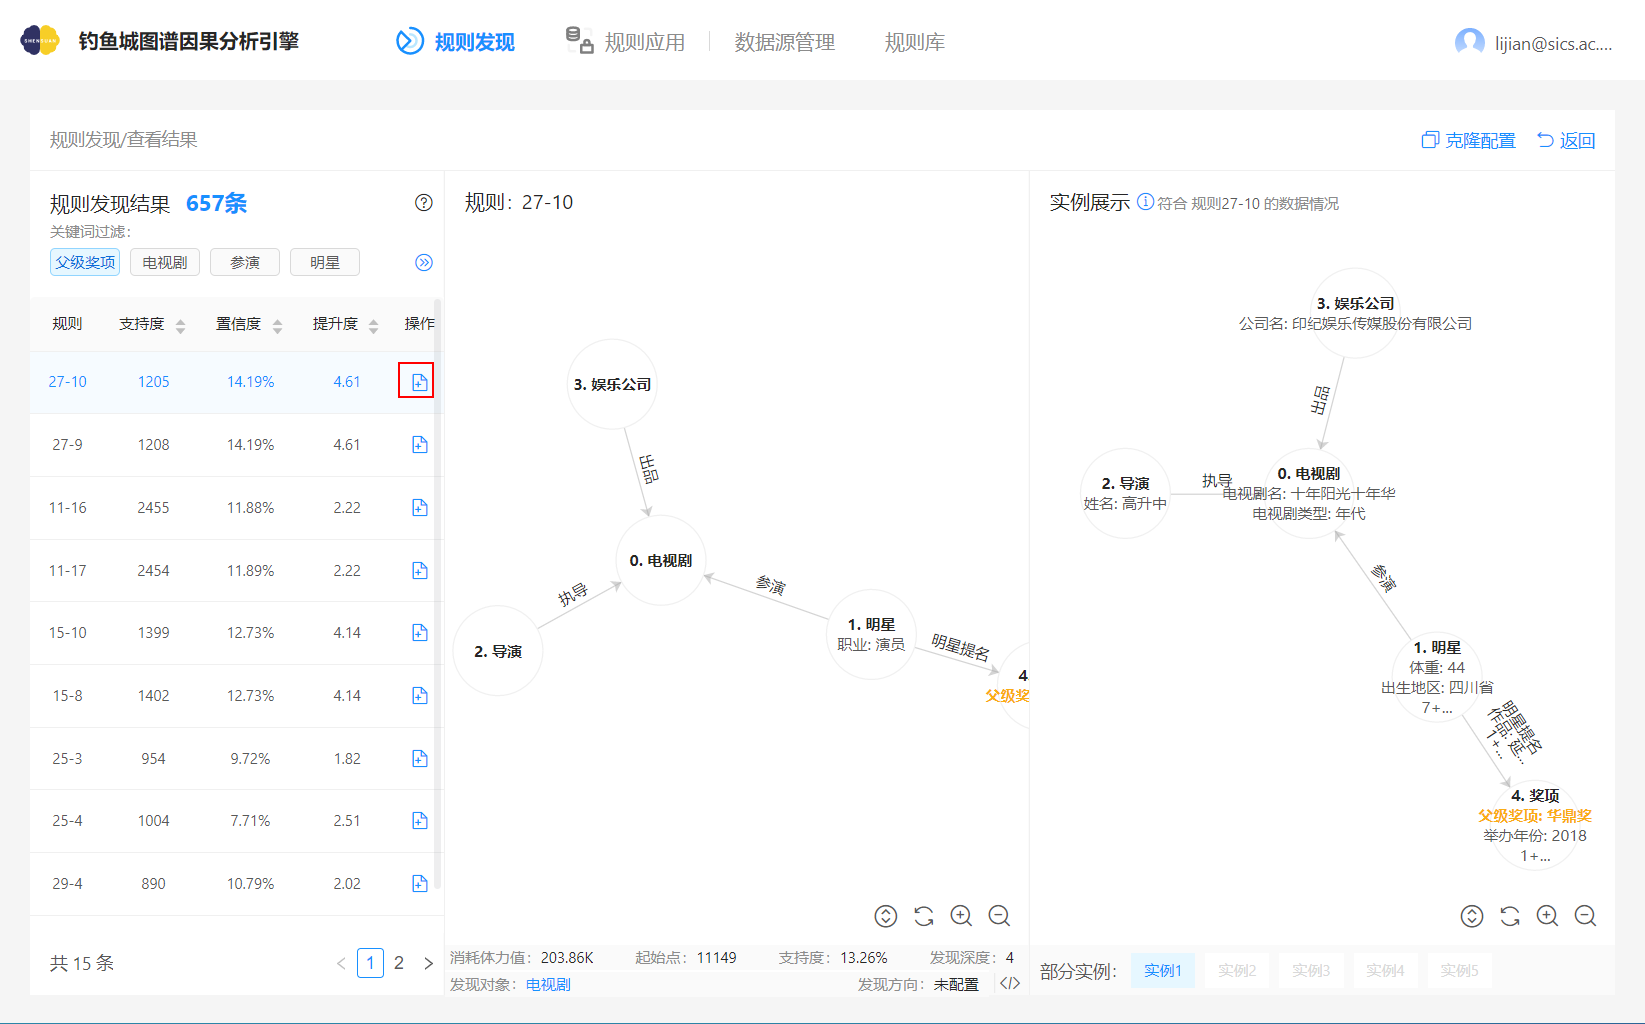 SHENGUAN
钓鱼城图谱因果分析引擎
规则发现
规则应用
数据源管理
规则库
lijian@sics.ac....
规则发现/查看结果
克隆配置
返回
规则发现结果 657条
关键词过滤：
父级奖项 电视剧 参演 明星
规则 支持度 置信度 提升度 操作
27-10 1205 14.19% 4.61
27-9 1208 14.19% 4.61
11-16 2455 11.88% 2.22
11-17 2454 11.89% 2.22
15-10 1399 12.73% 4.14
15-8 1402 12.73% 4.14
25-3 954 9.72% 1.82
25-4 1004 7.71% 2.51
29-4 890 10.79% 2.02
共 15 条
< 1 2 >
规则：27-10
3. 娱乐公司
出品
0. 电视剧
执导
参演
2. 导演
1. 明星
职业: 演员
明星提名
4
父级奖
消耗体力值：203.86K 起始点：11149 支持度：13.26% 发现深度：4
发现对象：电视剧 发现方向：未配置 </>
实例展示 符合 规则27-10 的数据情况
3. 娱乐公司
公司名: 印纪娱乐传媒股份有限公司
出品
2. 导演
姓名: 高升中
执导
0. 电视剧
电视剧名: 十年阳光十年华
电视剧类型: 年代
参演
1. 明星
体重: 44
出生地区: 四川省
7+...
明星提名
作品: 延...
1+...
4. 奖项
父级奖项: 华鼎奖
举办年份: 2018
1+...
部分实例： 实例1 实例2 实例3 实例4 实例5